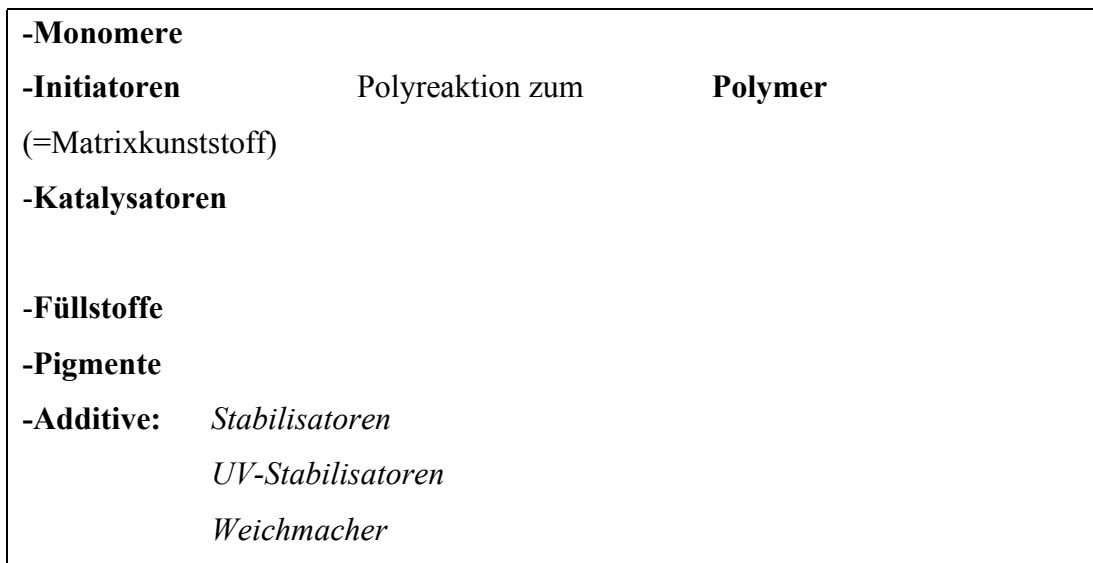 -Monomere
-Initiatoren Polyreaktion zum Polymer
(=Matrixkunststoff)
-Katalysatoren
-Füllstoffe
-Pigmente
-Additive: Stabilisatoren
UV-Stabilisatoren
Weichmacher